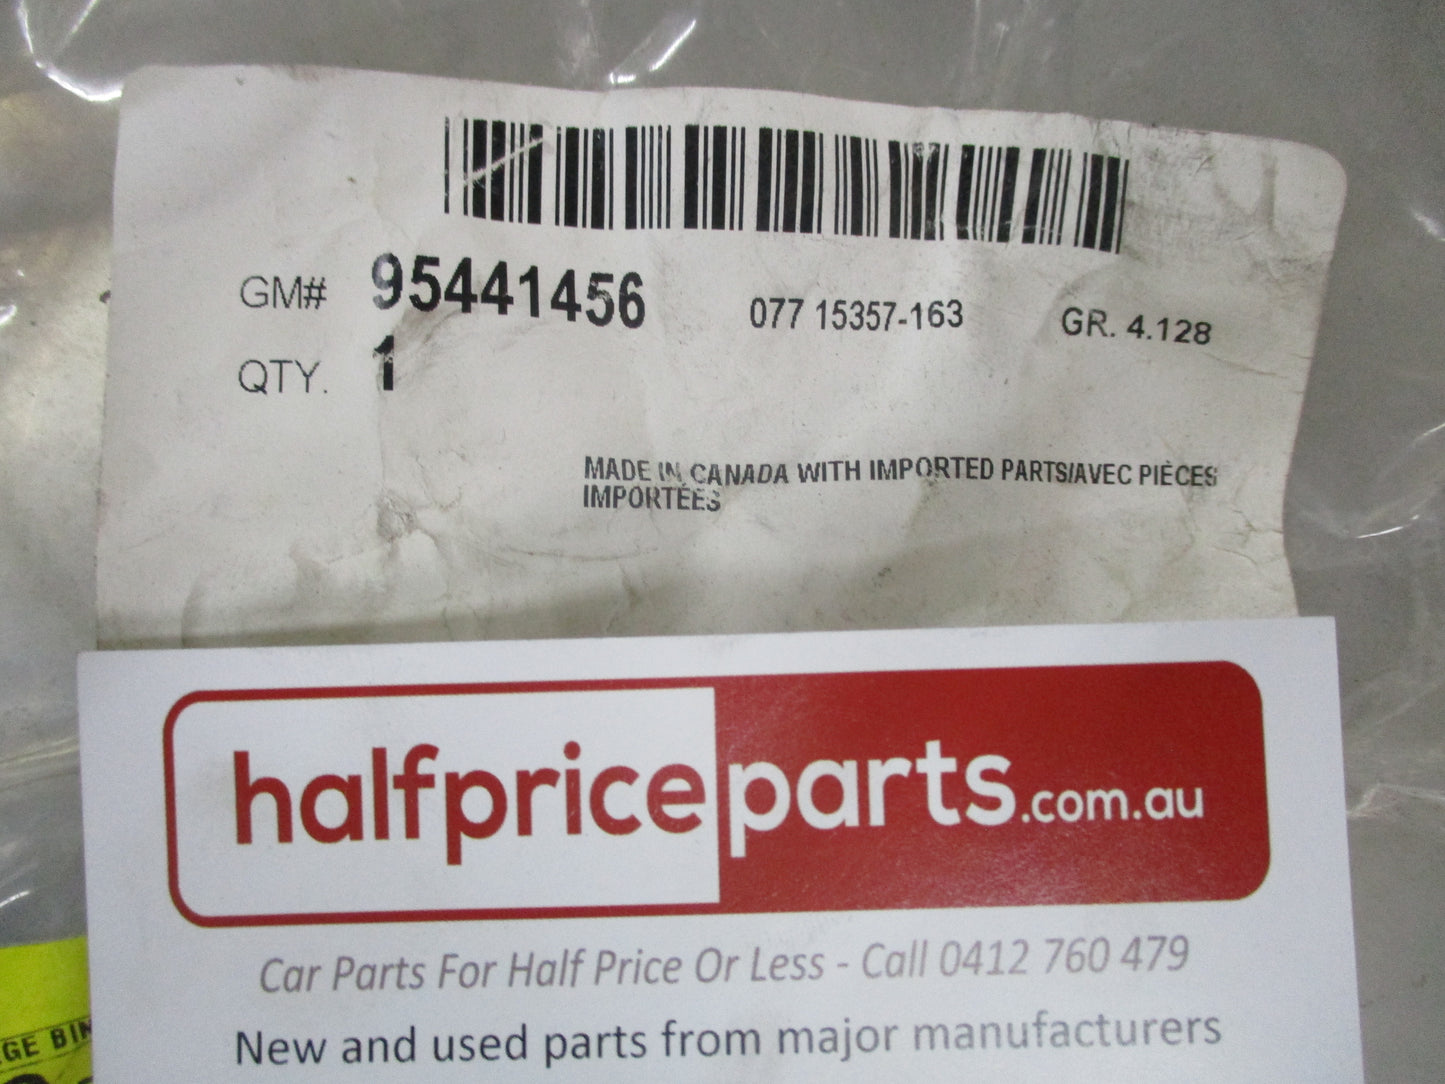 GM# 95441456 077 15357-163 GR. 4.128
QTY. 1
MADE IN CANADA WITH IMPORTED PARTS/AVEC PIÈCES
IMPORTÉES
halfpriceparts.com.au
Car Parts For Half Price Or Less - Call 0412 760 479
New and used parts from major manufacturers
GE BIN